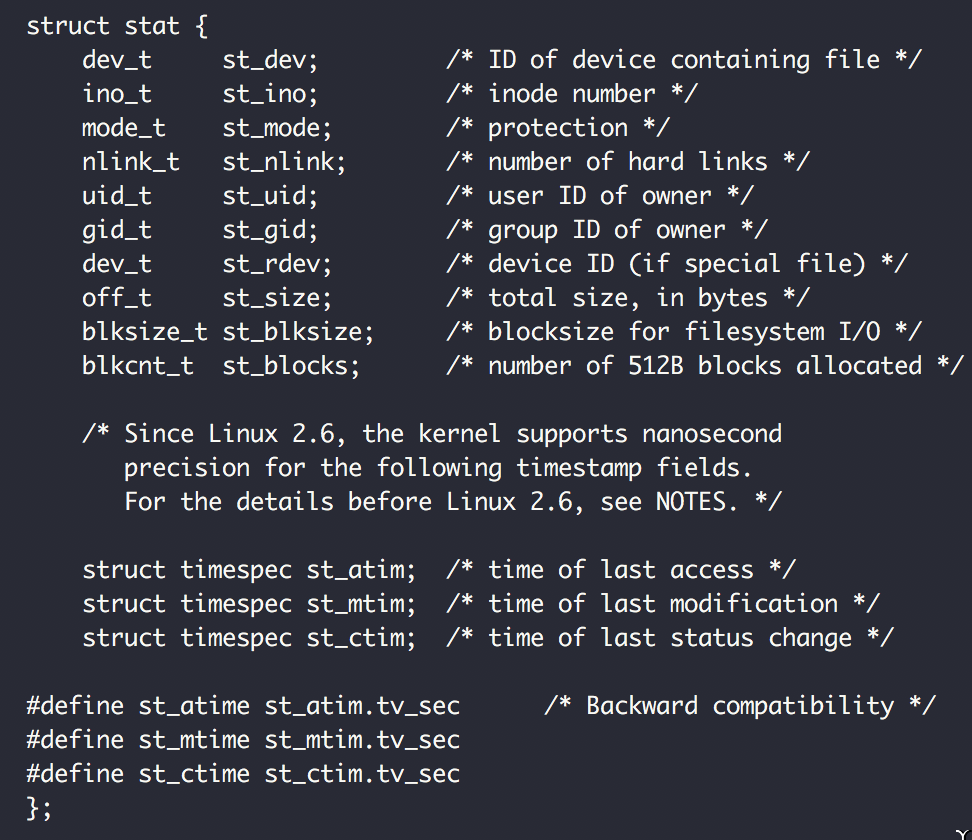 struct stat {
    dev_t     st_dev;         /* ID of device containing file */
    ino_t     st_ino;         /* inode number */
    mode_t    st_mode;        /* protection */
    nlink_t   st_nlink;       /* number of hard links */
    uid_t     st_uid;         /* user ID of owner */
    gid_t     st_gid;         /* group ID of owner */
    dev_t     st_rdev;        /* device ID (if special file) */
    off_t     st_size;        /* total size, in bytes */
    blksize_t st_blksize;     /* blocksize for filesystem I/O */
    blkcnt_t  st_blocks;      /* number of 512B blocks allocated */

    /* Since Linux 2.6, the kernel supports nanosecond
       precision for the following timestamp fields.
       For the details before Linux 2.6, see NOTES. */

    struct timespec st_atim;  /* time of last access */
    struct timespec st_mtim;  /* time of last modification */
    struct timespec st_ctim;  /* time of last status change */

#define st_atime st_atim.tv_sec      /* Backward compatibility */
#define st_mtime st_mtim.tv_sec
#define st_ctime st_ctim.tv_sec
};